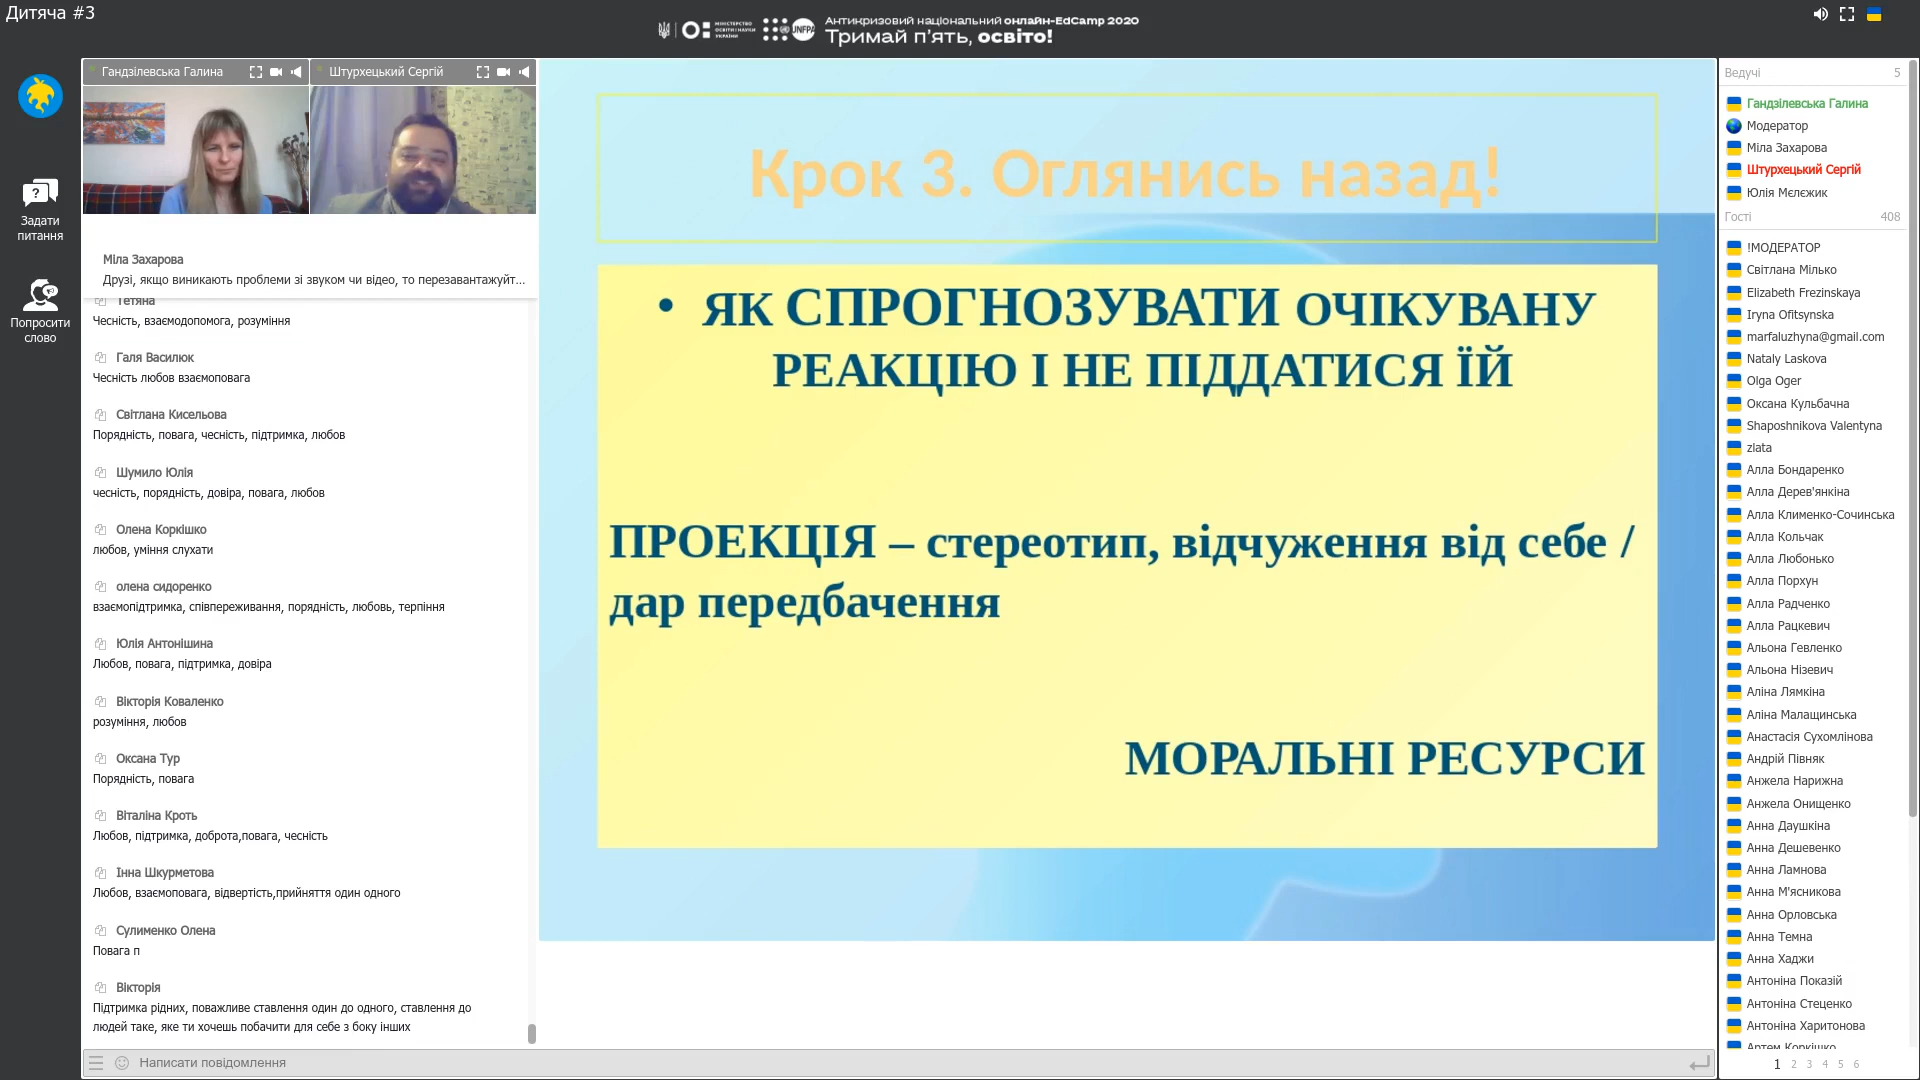 Дитяча #3
МІНІСТЕРСТВО
ОСВІТИ І НАУКИ
УКРАЇНИ
UNFPA
Антикризовий національний онлайн-EdCamp 2020
Тримай п'ять, освіто!
Задати
питання
Попросити
слово
Гандзілевська Галина
Штурхецький Сергій
Міла Захарова
Друзі, якщо виникають проблеми зі звуком чи відео, то перезавантажуйт...
Тетяна
Чесність, взаємодопомога, розуміння
Галя Василюк
Чесність любов взаємоповага
Світлана Кисельова
Порядність, повага, чесність, підтримка, любов
Шумило Юлія
чесність, порядність, довіра, повага, любов
Олена Коркішко
любов, уміння слухати
олена сидоренко
взаємопідтримка, співпереживання, порядність, любовь, терпіння
Юлія Антонішина
Любов, повага, підтримка, довіра
Вікторія Коваленко
розуміння, любов
Оксана Тур
Порядність, повага
Віталіна Кроть
Любов, підтримка, доброта,повага, чесність
Інна Шкурметова
Любов, взаємоповага, відвертість,прийняття один одного
Сулименко Олена
Повага п
Вікторія
Підтримка рідних, поважливе ставлення один до одного, ставлення до
людей таке, яке ти хочешь побачити для себе з боку інших
Написати повідомлення
Крок 3. Оглянись назад!
• ЯК СПРОГНОЗУВАТИ ОЧІКУВАНУ
РЕАКЦІЮ І НЕ ПІДДАТИСЯ ЇЙ
ПРОЕКЦІЯ – стереотип, відчуження від себе /
дар передбачення
МОРАЛЬНІ РЕСУРСИ
Ведучі 5
Гандзілевська Галина
Модератор
Міла Захарова
Штурхецький Сергій
Юлія Мєлєжик
Гості 408
!МОДЕРАТОР
Світлана Мілько
Elizabeth Frezinskaya
Iryna Ofitsynska
marfaluzhyna@gmail.com
Nataly Laskova
Olga Oger
Оксана Кульбачна
Shaposhnikova Valentyna
zlata
Алла Бондаренко
Алла Дерев'янкіна
Алла Клименко-Сочинська
Алла Кольчак
Алла Любонько
Алла Порхун
Алла Радченко
Алла Рацкевич
Альона Гевленко
Альона Нізевич
Аліна Лямкіна
Аліна Малащинська
Анастасія Сухомлінова
Андрій Півняк
Анжела Нарижна
Анжела Онищенко
Анна Даушкіна
Анна Дешевенко
Анна Ламнова
Анна М'ясникова
Анна Орловська
Анна Темна
Анна Хаджи
Антоніна Показій
Антоніна Стеценко
Антоніна Харитонова
Артем Коркішко
1 2 3 4 5 6